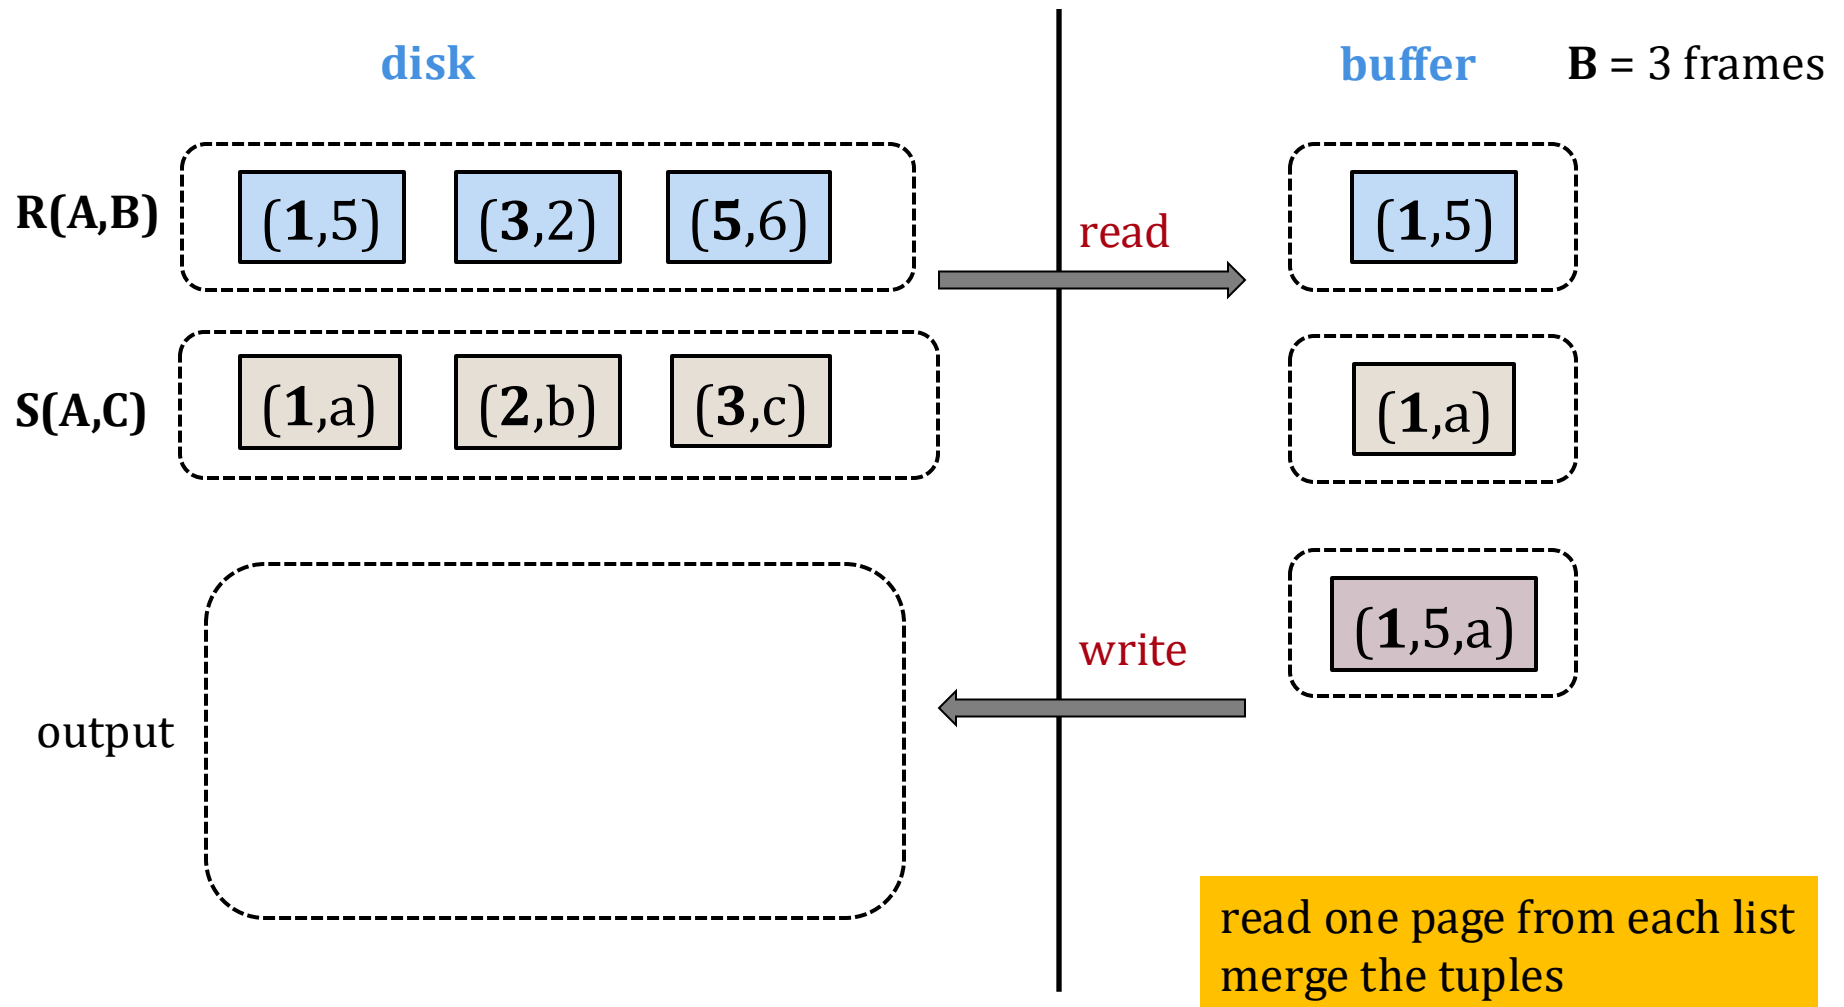 disk
buffer
B = 3 frames
R(A,B)
(1,5)
(3,2)
(5,6)
read
(1,5)
S(A,C)
(1,a)
(2,b)
(3,c)
(1,a)
(1,5,a)
write
output
read one page from each list
merge the tuples